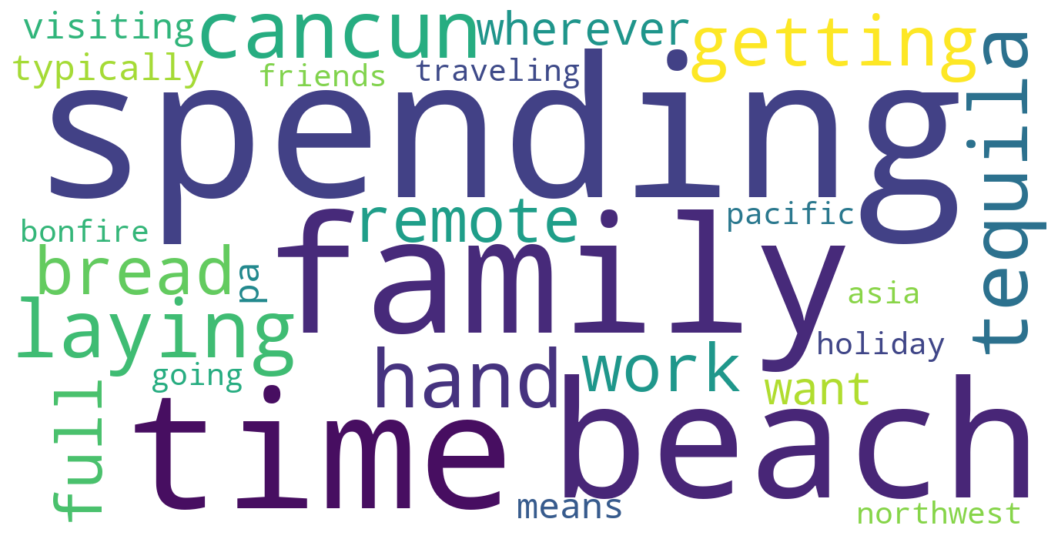 visiting
cancun
wherever
getting
typically
friends
traveling
tequila
spending
bonfire
remote
pacific
bread
pa
family
asia
laying
holiday
going
hand
work
want
full
time
beach
means
northwest